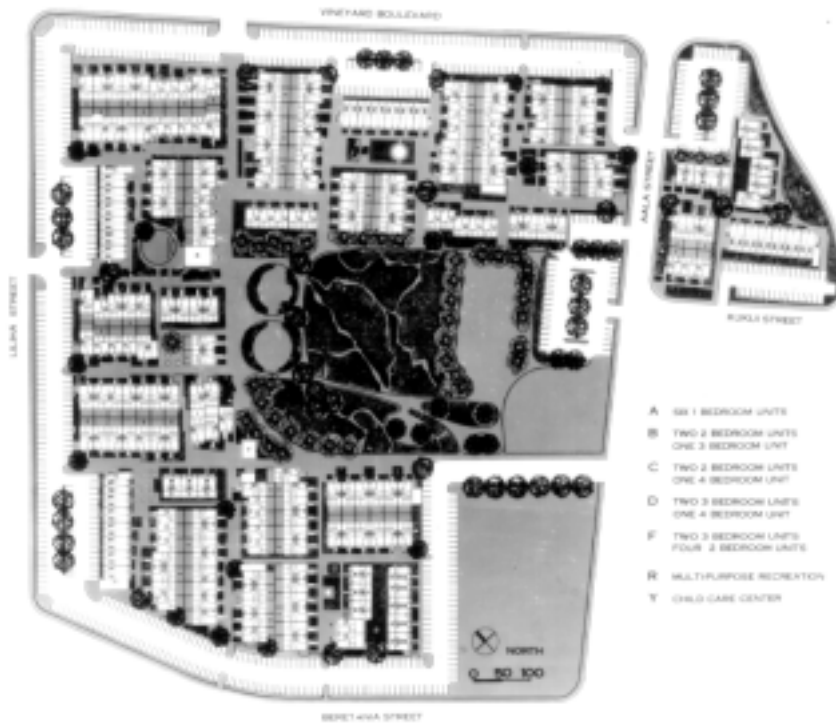 VINEYARD BOULEVARD
AALA STREET
LILIHA STREET
KUKUI STREET
A SIX 1 BEDROOM UNITS
B TWO 2 BEDROOM UNITS
ONE 3 BEDROOM UNIT
C TWO 2 BEDROOM UNITS
ONE 4 BEDROOM UNIT
D TWO 3 BEDROOM UNITS
ONE 4 BEDROOM UNIT
F TWO 3 BEDROOM UNITS
FOUR 2 BEDROOM UNITS
R MULTI-PURPOSE RECREATION
Y CHILD CARE CENTER
NORTH
0 50 100
BERETANIA STREET